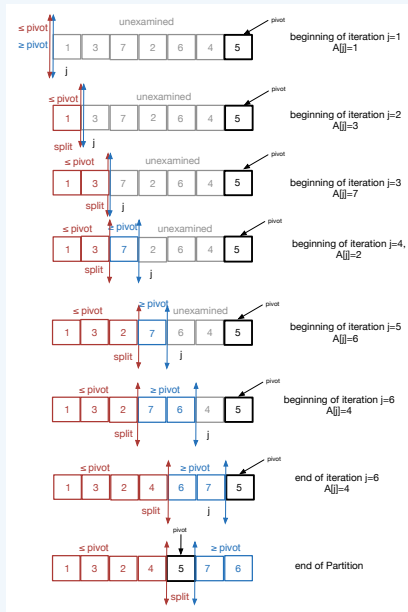 pivot
unexamined
≤ pivot
≥ pivot
1 3 7 2 6 4 5
j
beginning of iteration j=1
A[j]=1
pivot
unexamined
≤ pivot
1 3 7 2 6 4 5
split
j
beginning of iteration j=2
A[j]=3
pivot
unexamined
≤ pivot
1 3 7 2 6 4 5
split
j
beginning of iteration j=3
A[j]=7
pivot
unexamined
≤ pivot
≥ pivot
1 3 7 2 6 4 5
split
j
beginning of iteration j=4,
A[j]=2
pivot
unexamined
≤ pivot
≥ pivot
1 3 2 7 6 4 5
split
j
beginning of iteration j=5
A[j]=6
pivot
≤ pivot
≥ pivot
1 3 2 7 6 4 5
split
j
beginning of iteration j=6
A[j]=4
pivot
≤ pivot
≥ pivot
1 3 2 4 6 7 5
split
j
end of iteration j=6
A[j]=4
pivot
≤ pivot
≥ pivot
1 3 2 4 5 7 6
split
end of Partition